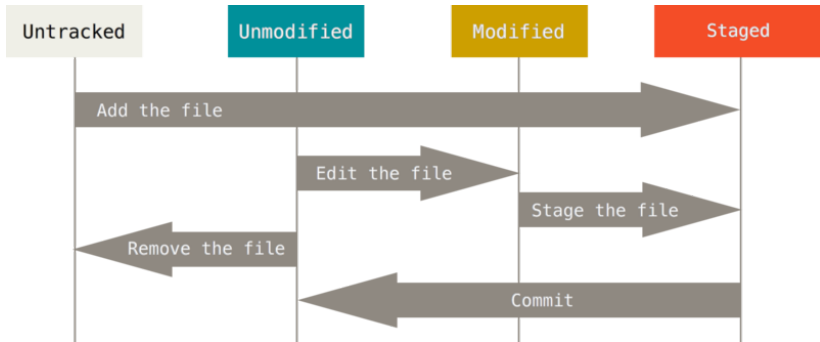 Untracked
Unmodified
Modified
Staged
Add the file
Edit the file
Stage the file
Remove the file
Commit